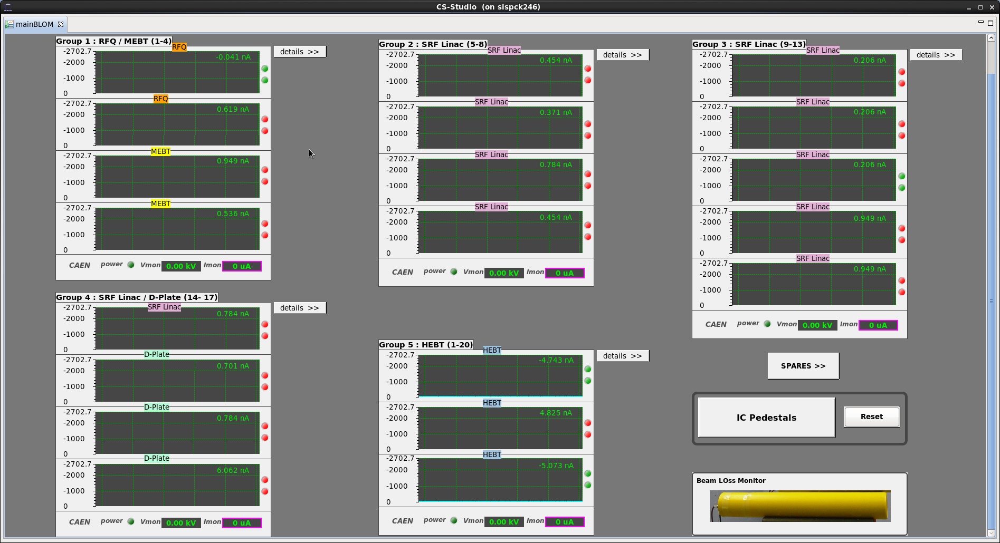 CS-Studio (on sispck246)
mainBLOM
Group 1 : RFQ / MEBT (1-4)
details >>
RFQ
-0.041 nA
-2702.7
-2000
-1000
0
RFQ
0.619 nA
-2702.7
-2000
-1000
0
MEBT
0.949 nA
-2702.7
-2000
-1000
0
MEBT
0.536 nA
-2702.7
-2000
-1000
0
CAEN power Vmon 0.00 kV Imon 0 uA
Group 2 : SRF Linac (5-8)
details >>
SRF Linac
0.454 nA
-2702.7
-2000
-1000
0
SRF Linac
0.371 nA
-2702.7
-2000
-1000
0
SRF Linac
0.784 nA
-2702.7
-2000
-1000
0
SRF Linac
0.454 nA
-2702.7
-2000
-1000
0
CAEN power Vmon 0.00 kV Imon 0 uA
Group 3 : SRF Linac (9-13)
details >>
SRF Linac
0.206 nA
-2702.7
-2000
-1000
0
SRF Linac
0.206 nA
-2702.7
-2000
-1000
0
SRF Linac
0.206 nA
-2702.7
-2000
-1000
0
SRF Linac
0.949 nA
-2702.7
-2000
-1000
0
SRF Linac
0.949 nA
-2702.7
-2000
-1000
0
CAEN power Vmon 0.00 kV Imon 0 uA
Group 4 : SRF Linac / D-Plate (14- 17)
details >>
SRF Linac
0.784 nA
-2702.7
-2000
-1000
0
D-Plate
0.701 nA
-2702.7
-2000
-1000
0
D-Plate
0.784 nA
-2702.7
-2000
-1000
0
D-Plate
6.062 nA
-2702.7
-2000
-1000
0
CAEN power Vmon 0.00 kV Imon 0 uA
Group 5 : HEBT (1-20)
details >>
HEBT
-4.743 nA
-2702.7
-2000
-1000
0
HEBT
4.825 nA
-2702.7
-2000
-1000
0
HEBT
-5.073 nA
-2702.7
-2000
-1000
0
CAEN power Vmon 0.00 kV Imon 0 uA
SPARES >>
IC Pedestals
Reset
Beam LOss Monitor